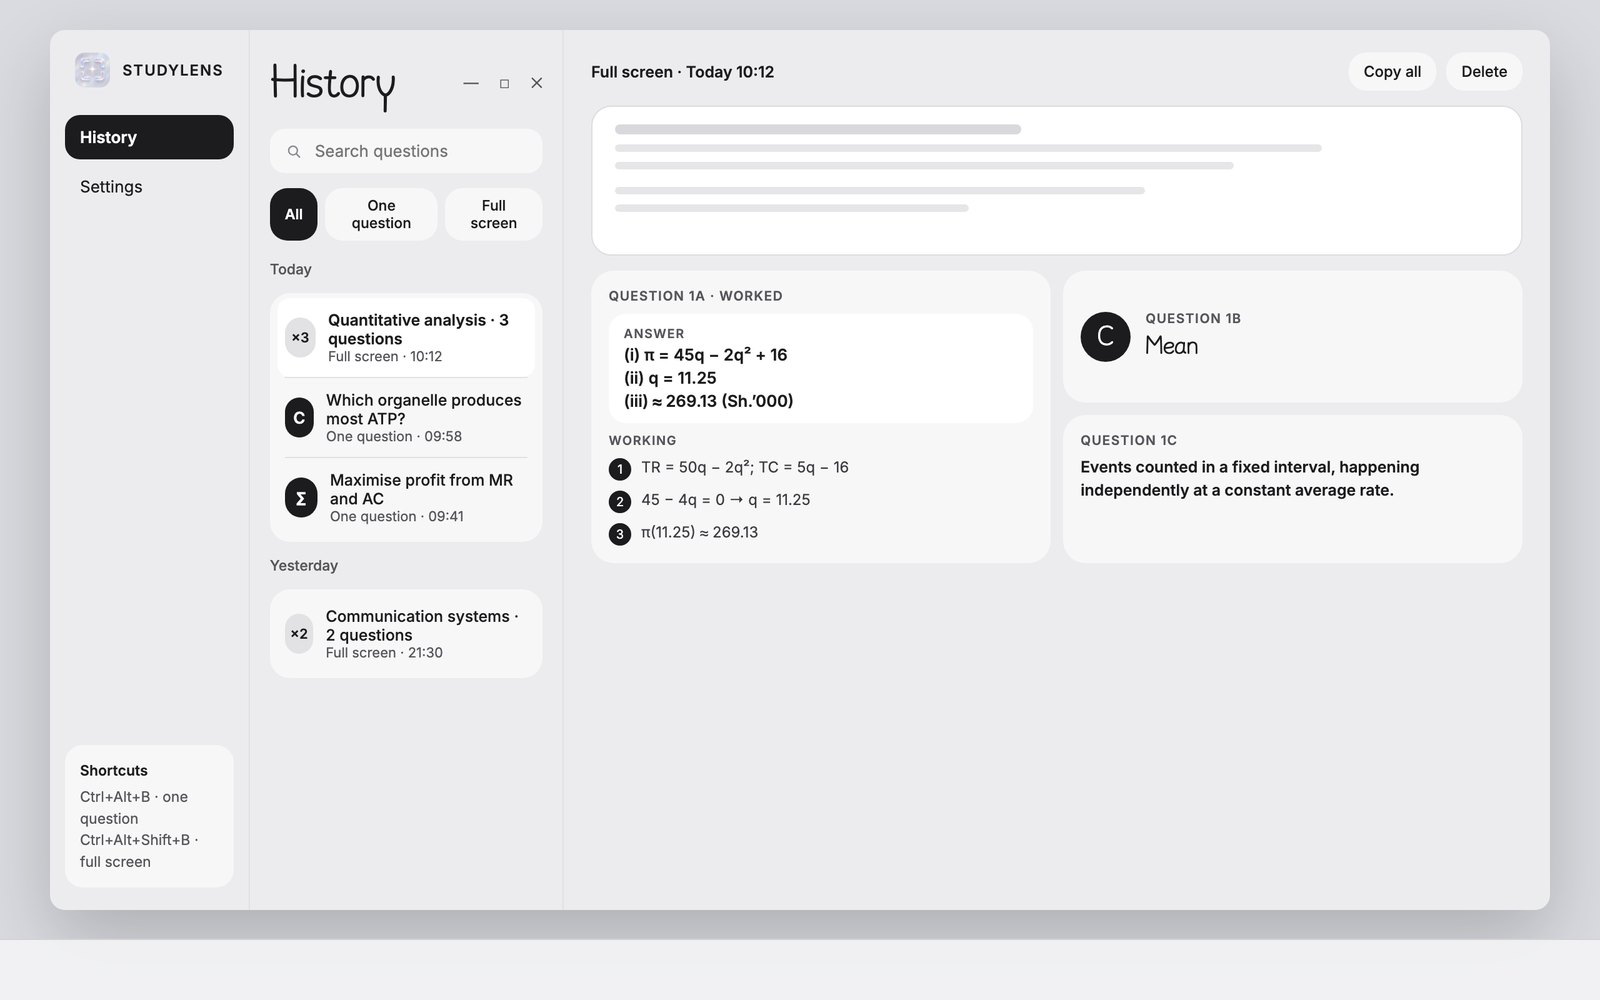 STUDYLENS
History
Settings
Shortcuts
Ctrl+Alt+B · one
question
Ctrl+Alt+Shift+B ·
full screen
History
Search questions
All
One
question
Full
screen
Today
×3
Quantitative analysis · 3
questions
Full screen · 10:12
C
Which organelle produces
most ATP?
One question · 09:58
Σ
Maximise profit from MR
and AC
One question · 09:41
Yesterday
×2
Communication systems ·
2 questions
Full screen · 21:30
Full screen · Today 10:12
Copy all
Delete
QUESTION 1A · WORKED
ANSWER
(i) π = 45q − 2q² + 16
(ii) q = 11.25
(iii) ≈ 269.13 (Sh.'000)
WORKING
1 TR = 50q − 2q²; TC = 5q − 16
2 45 − 4q = 0 → q = 11.25
3 π(11.25) ≈ 269.13
C
QUESTION 1B
Mean
QUESTION 1C
Events counted in a fixed interval, happening
independently at a constant average rate.